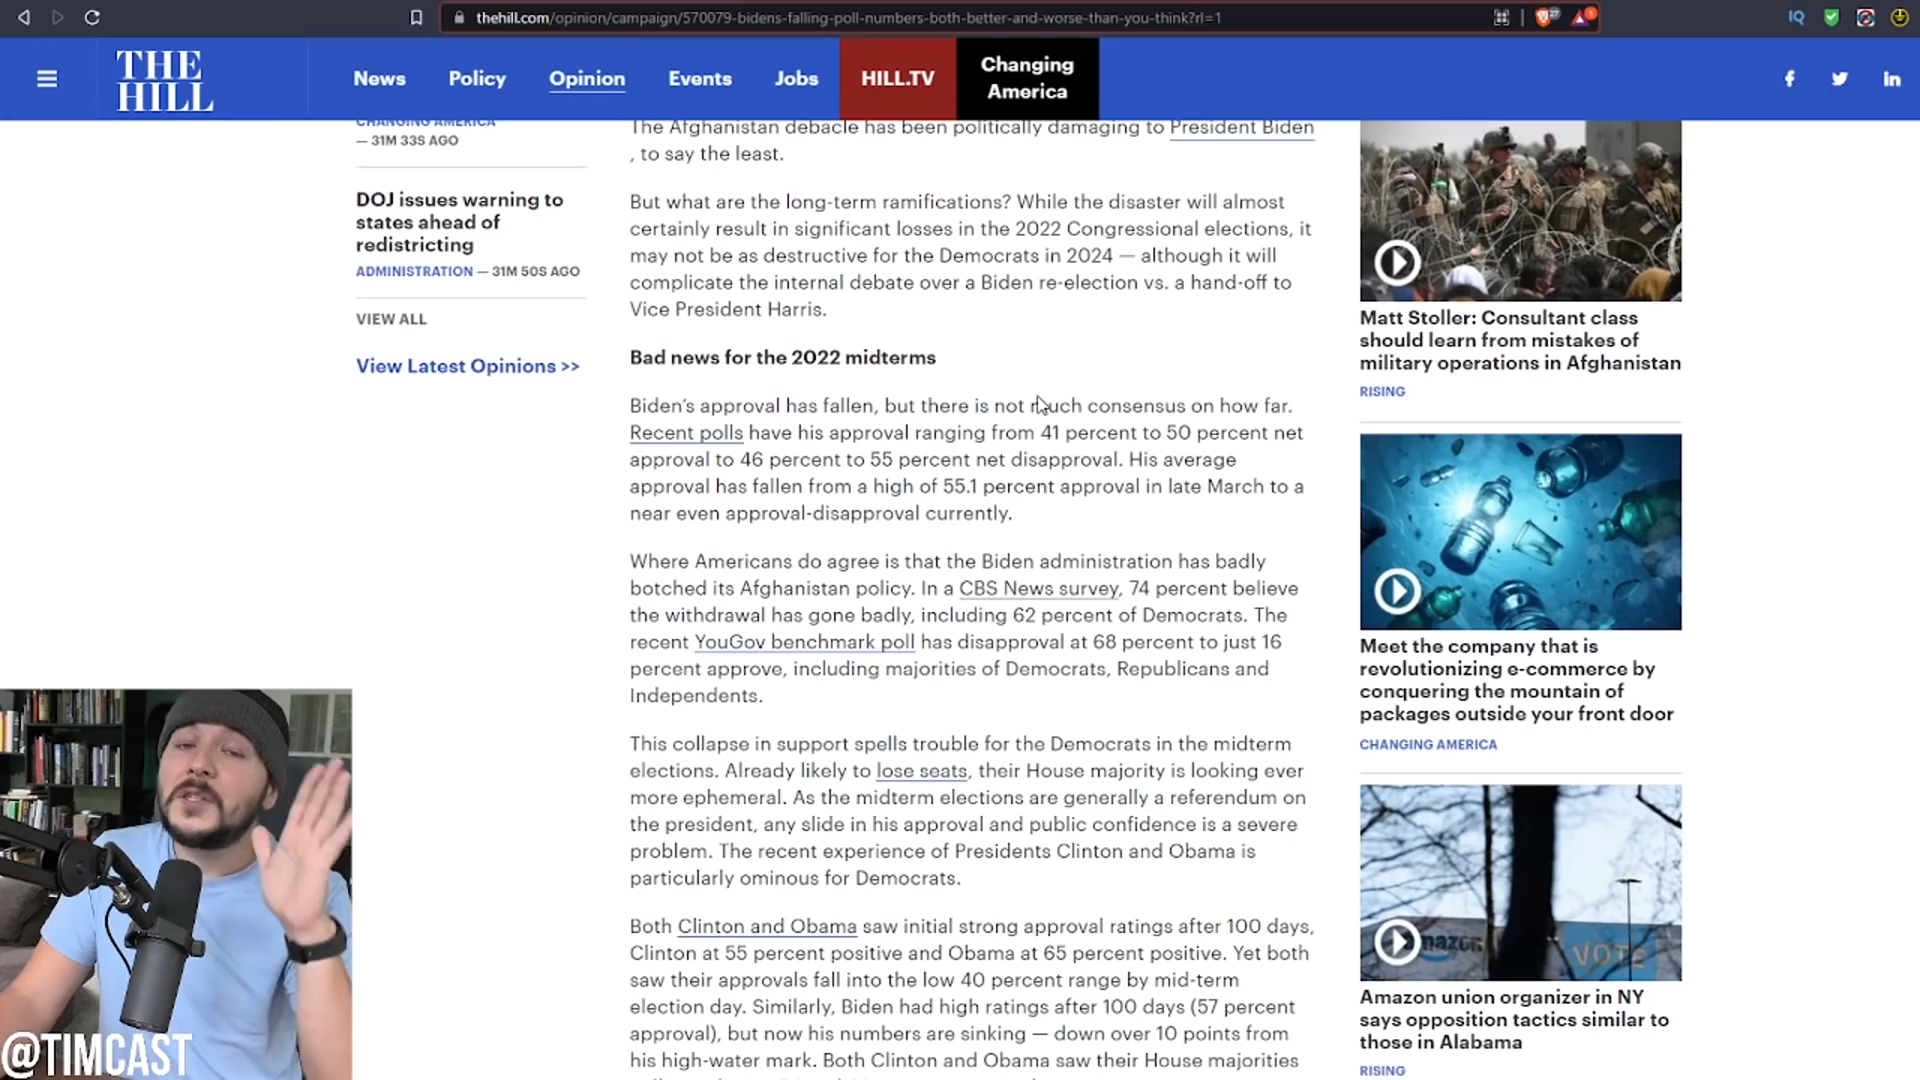 thehill.com/opinion/campaign/570079-bidens-falling-poll-numbers-both-better-and-worse-than-you-think?rl=1
IQ
THE
HILL
News
Policy
Opinion
Events
Jobs
HILL.TV
Changing
America
CHANGING AMERICA
— 31M 33S AGO
DOJ issues warning to
states ahead of
redistricting
ADMINISTRATION — 31M 50S AGO
VIEW ALL
View Latest Opinions >>
The Afghanistan debacle has been politically damaging to President Biden
, to say the least.
But what are the long-term ramifications? While the disaster will almost
certainly result in significant losses in the 2022 Congressional elections, it
may not be as destructive for the Democrats in 2024 — although it will
complicate the internal debate over a Biden re-election vs. a hand-off to
Vice President Harris.
Bad news for the 2022 midterms
Biden’s approval has fallen, but there is not much consensus on how far.
Recent polls have his approval ranging from 41 percent to 50 percent net
approval to 46 percent to 55 percent net disapproval. His average
approval has fallen from a high of 55.1 percent approval in late March to a
near even approval-disapproval currently.
Where Americans do agree is that the Biden administration has badly
botched its Afghanistan policy. In a CBS News survey, 74 percent believe
the withdrawal has gone badly, including 62 percent of Democrats. The
recent YouGov benchmark poll has disapproval at 68 percent to just 16
percent approve, including majorities of Democrats, Republicans and
Independents.
This collapse in support spells trouble for the Democrats in the midterm
elections. Already likely to lose seats, their House majority is looking ever
more ephemeral. As the midterm elections are generally a referendum on
the president, any slide in his approval and public confidence is a severe
problem. The recent experience of Presidents Clinton and Obama is
particularly ominous for Democrats.
Both Clinton and Obama saw initial strong approval ratings after 100 days,
Clinton at 55 percent positive and Obama at 65 percent positive. Yet both
saw their approvals fall into the low 40 percent range by mid-term
election day. Similarly, Biden had high ratings after 100 days (57 percent
approval), but now his numbers are sinking — down over 10 points from
his high-water mark. Both Clinton and Obama saw their House majorities
Matt Stoller: Consultant class
should learn from mistakes of
military operations in Afghanistan
RISING
Meet the company that is
revolutionizing e-commerce by
conquering the mountain of
packages outside your front door
CHANGING AMERICA
amazon
VOTE
Amazon union organizer in NY
says opposition tactics similar to
those in Alabama
RISING
@TIMCAST